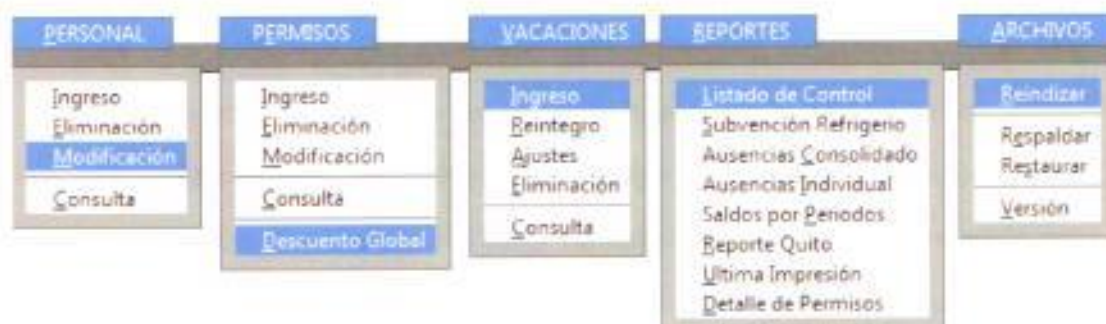 PERSONAL
Ingreso
Eliminación
Modificación
Consulta
PERMISOS
Ingreso
Eliminación
Modificación
Consulta
Descuento Global
VACACIONES
Ingreso
Reintegro
Ajustes
Eliminación
Consulta
REPORTES
Listado de Control
Subvención Refrigerio
Ausencias Consolidado
Ausencias Individual
Saldos por Periodos
Reporte Quito
Ultima Impresión
Detalle de Permisos
ARCHIVOS
Reindizar
Respaldar
Restaurar
Versión